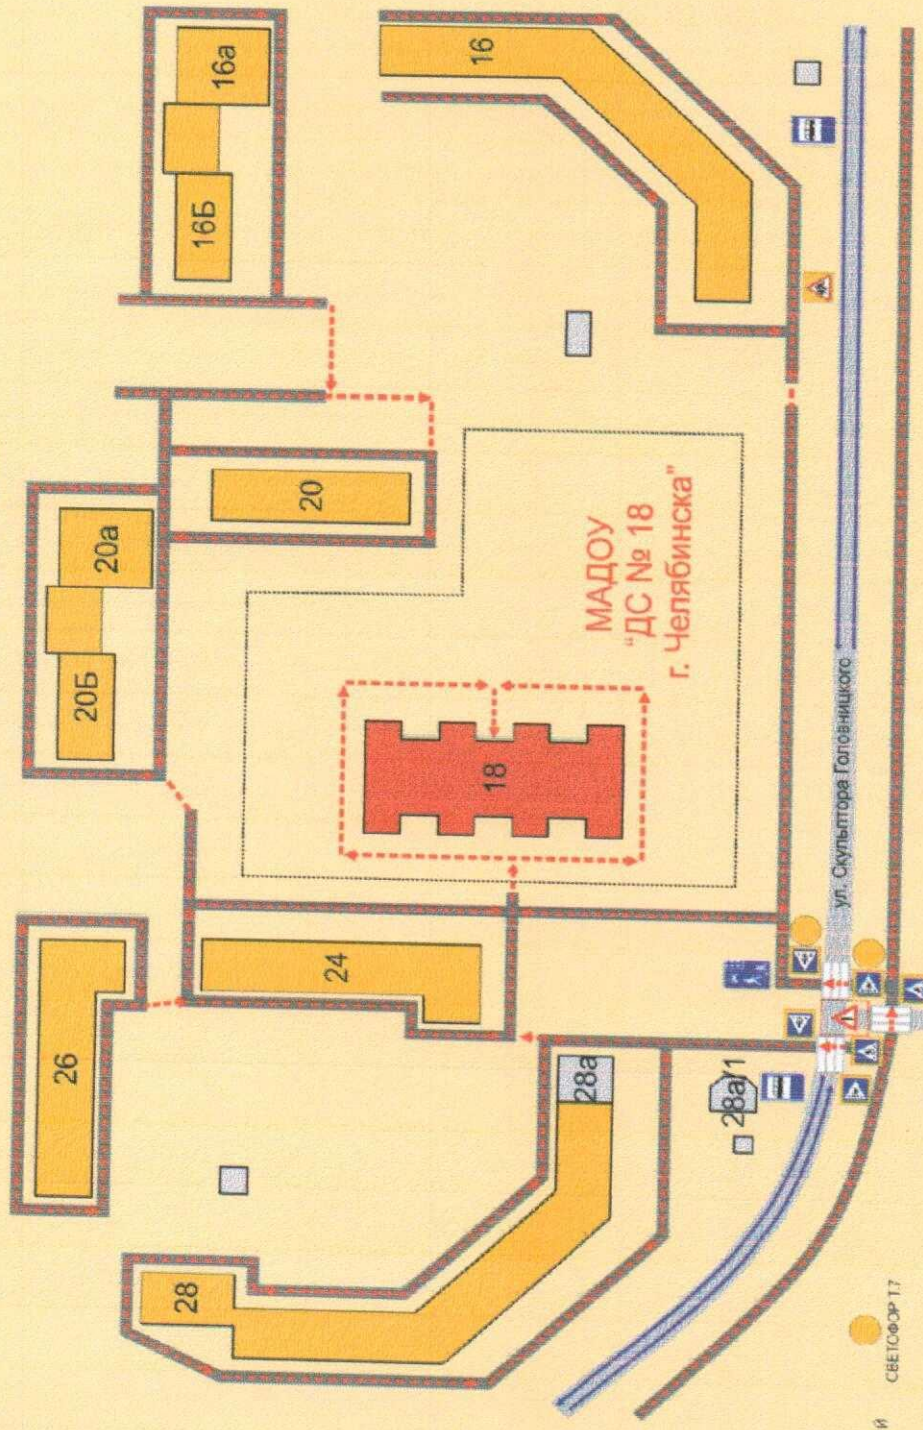 16а
16Б
16
20а
20Б
20
МАДОУ
"ДС № 18
г. Челябинска"
18
26
24
28
28а
28а/1
ул. Скульптора Головницкого
СВЕТОФОР Т.7
й